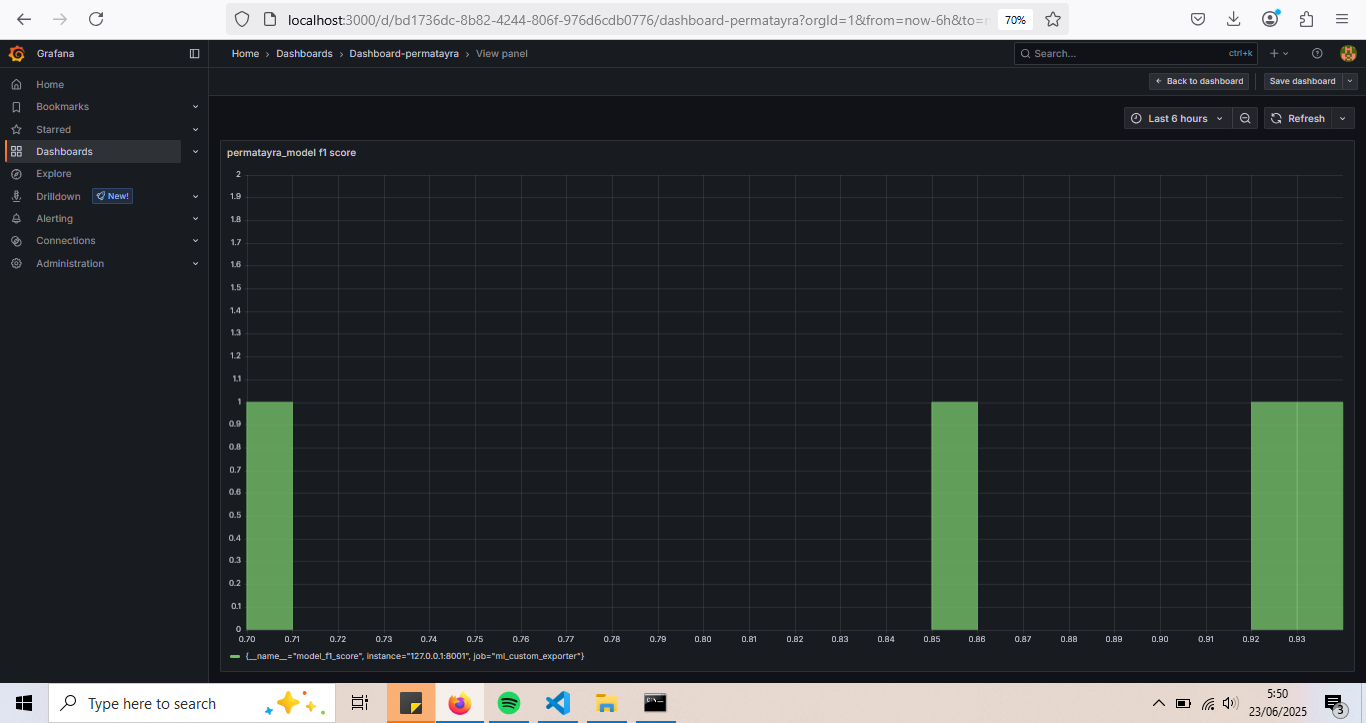 localhost:3000/d/bd1736dc-8b82-4244-806f-976d6cdb0776/dashboard-permatayra?orgId=1&from=now-6h&to=n
70%
Grafana
Home › Dashboards › Dashboard-permatayra › View panel
Search...
ctrl+k
Back to dashboard
Save dashboard
Home
Bookmarks
Starred
Dashboards
Explore
Drilldown
New!
Alerting
Connections
Administration
Last 6 hours
Refresh
permatayra_model f1 score
2
1.9
1.8
1.7
1.6
1.5
1.4
1.3
1.2
1.1
1
0.9
0.8
0.7
0.6
0.5
0.4
0.3
0.2
0.1
0
0.70 0.71 0.72 0.73 0.74 0.75 0.76 0.77 0.78 0.79 0.80 0.81 0.82 0.83 0.84 0.85 0.86 0.87 0.88 0.89 0.90 0.91 0.92 0.93
{__name__="model_f1_score", instance="127.0.0.1:8001", job="ml_custom_exporter"}
Type here to search
5:50
23/06/2025
3